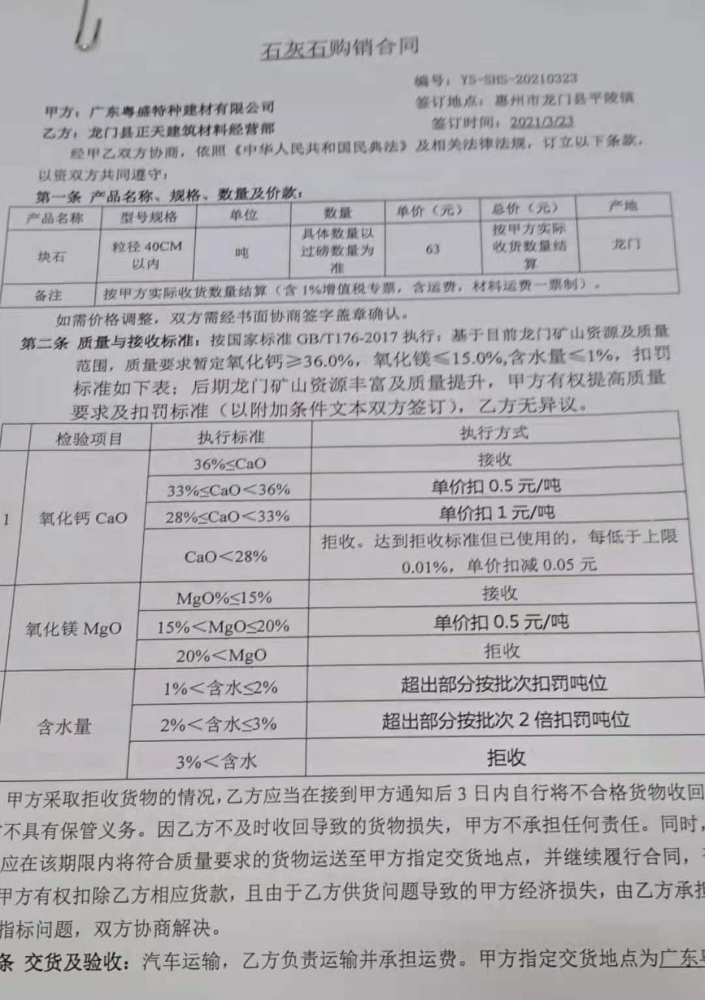 石灰石购销合同
编号：YS-SHS-20210323
甲方：广东粤盛特种建材有限公司
签订地点：惠州市龙门县平陵镇
乙方：龙门县正天建筑材料经营部
签订时间：2021/3/23
经甲乙双方协商，依照《中华人民共和国民典法》及相关法律法规，订立以下条款，
以资双方共同遵守：
第一条 产品名称、规格、数量及价款：
产品名称 型号规格 单位 数量 单价（元） 总价（元） 产地
块石 粒径 40CM 以内 吨 具体数量以过磅数量为准 63 按甲方实际收货数量结算 龙门
备注 按甲方实际收货数量结算（含 1%增值税专票，含运费，材料运费一票制）。
如需价格调整，双方需经书面协商签字盖章确认。
第二条 质量与接收标准：按国家标准 GB/T176-2017 执行；基于目前龙门矿山资源及质量
范围，质量要求暂定氧化钙≥36.0%，氧化镁≤15.0%,含水量≤1%，扣罚
标准如下表；后期龙门矿山资源丰富及质量提升，甲方有权提高质量
要求及扣罚标准（以附加条件文本双方签订），乙方无异议。
检验项目 执行标准 执行方式
36%≤CaO 接收
33%≤CaO＜36% 单价扣 0.5 元/吨
1 氧化钙 CaO 28%≤CaO＜33% 单价扣 1 元/吨
CaO＜28% 拒收。达到拒收标准但已使用的，每低于上限
0.01%，单价扣减 0.05 元
MgO%≤15% 接收
氧化镁 MgO 15%＜MgO≤20% 单价扣 0.5 元/吨
20%＜MgO 拒收
1%＜含水≤2% 超出部分按批次扣罚吨位
含水量 2%＜含水≤3% 超出部分按批次 2 倍扣罚吨位
3%＜含水 拒收
甲方采取拒收货物的情况，乙方应当在接到甲方通知后 3 日内自行将不合格货物收回
不具有保管义务。因乙方不及时收回导致的货物损失，甲方不承担任何责任。同时，
应在该期限内将符合质量要求的货物运送至甲方指定交货地点，并继续履行合同，
甲方有权扣除乙方相应货款，且由于乙方供货问题导致的甲方经济损失，由乙方承担
指标问题，双方协商解决。
条 交货及验收：汽车运输，乙方负责运输并承担运费。甲方指定交货地点为广东